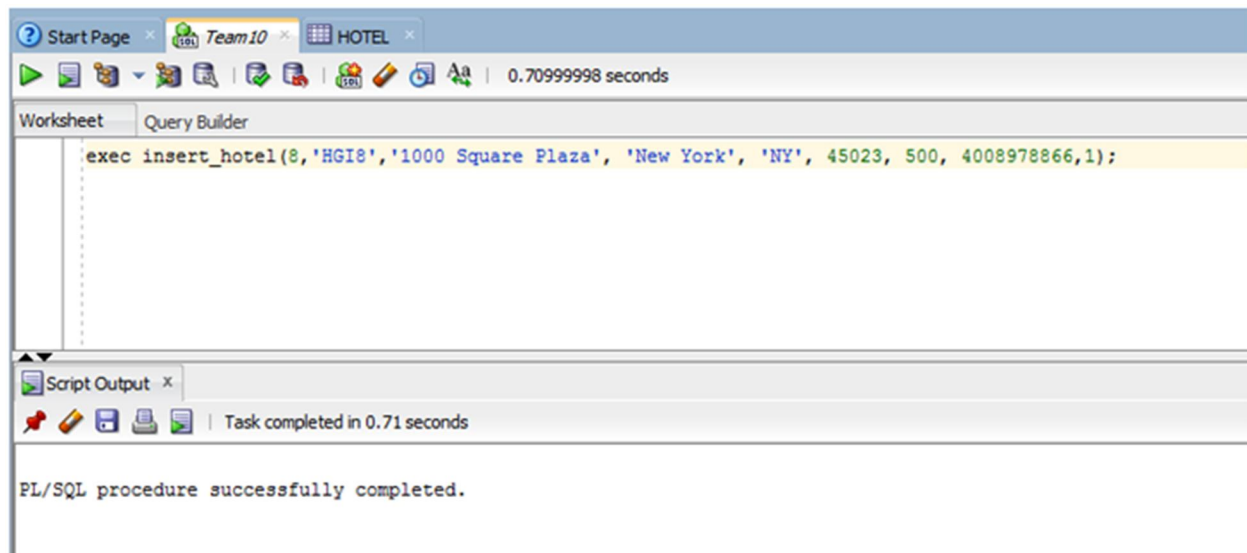 Start Page Team10 HOTEL
0.70999998 seconds
Worksheet Query Builder
exec insert_hotel(8,'HGI8','1000 Square Plaza', 'New York', 'NY', 45023, 500, 4008978866,1);
Script Output x
Task completed in 0.71 seconds
PL/SQL procedure successfully completed.